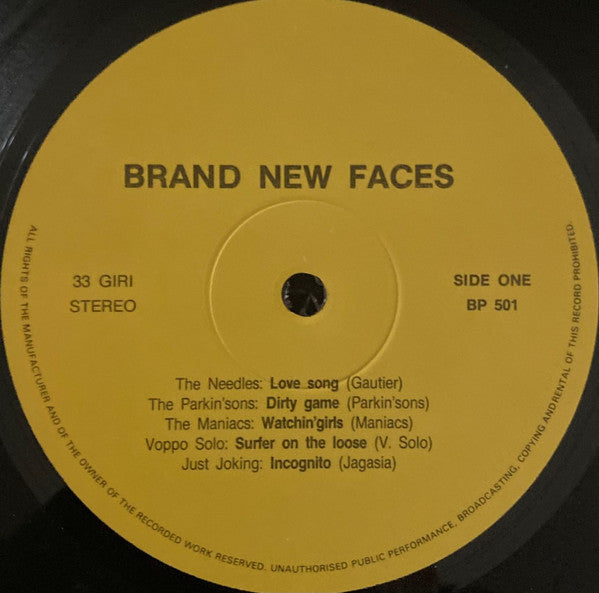 BRAND NEW FACES
33 GIRI
STEREO
SIDE ONE
BP 501
The Needles: Love song (Gautier)
The Parkin'sons: Dirty game (Parkin'sons)
The Maniacs: Watchin'girls (Maniacs)
Voppo Solo: Surfer on the loose (V. Solo)
Just Joking: Incognito (Jagasia)
ALL RIGHTS OF THE MANUFACTURER AND OF THE OWNER OF THE RECORDED WORK RESERVED. UNAUTHORISED PUBLIC PERFORMANCE, BROADCASTING, COPYING AND RENTAL OF THIS RECORD PROHIBITED.